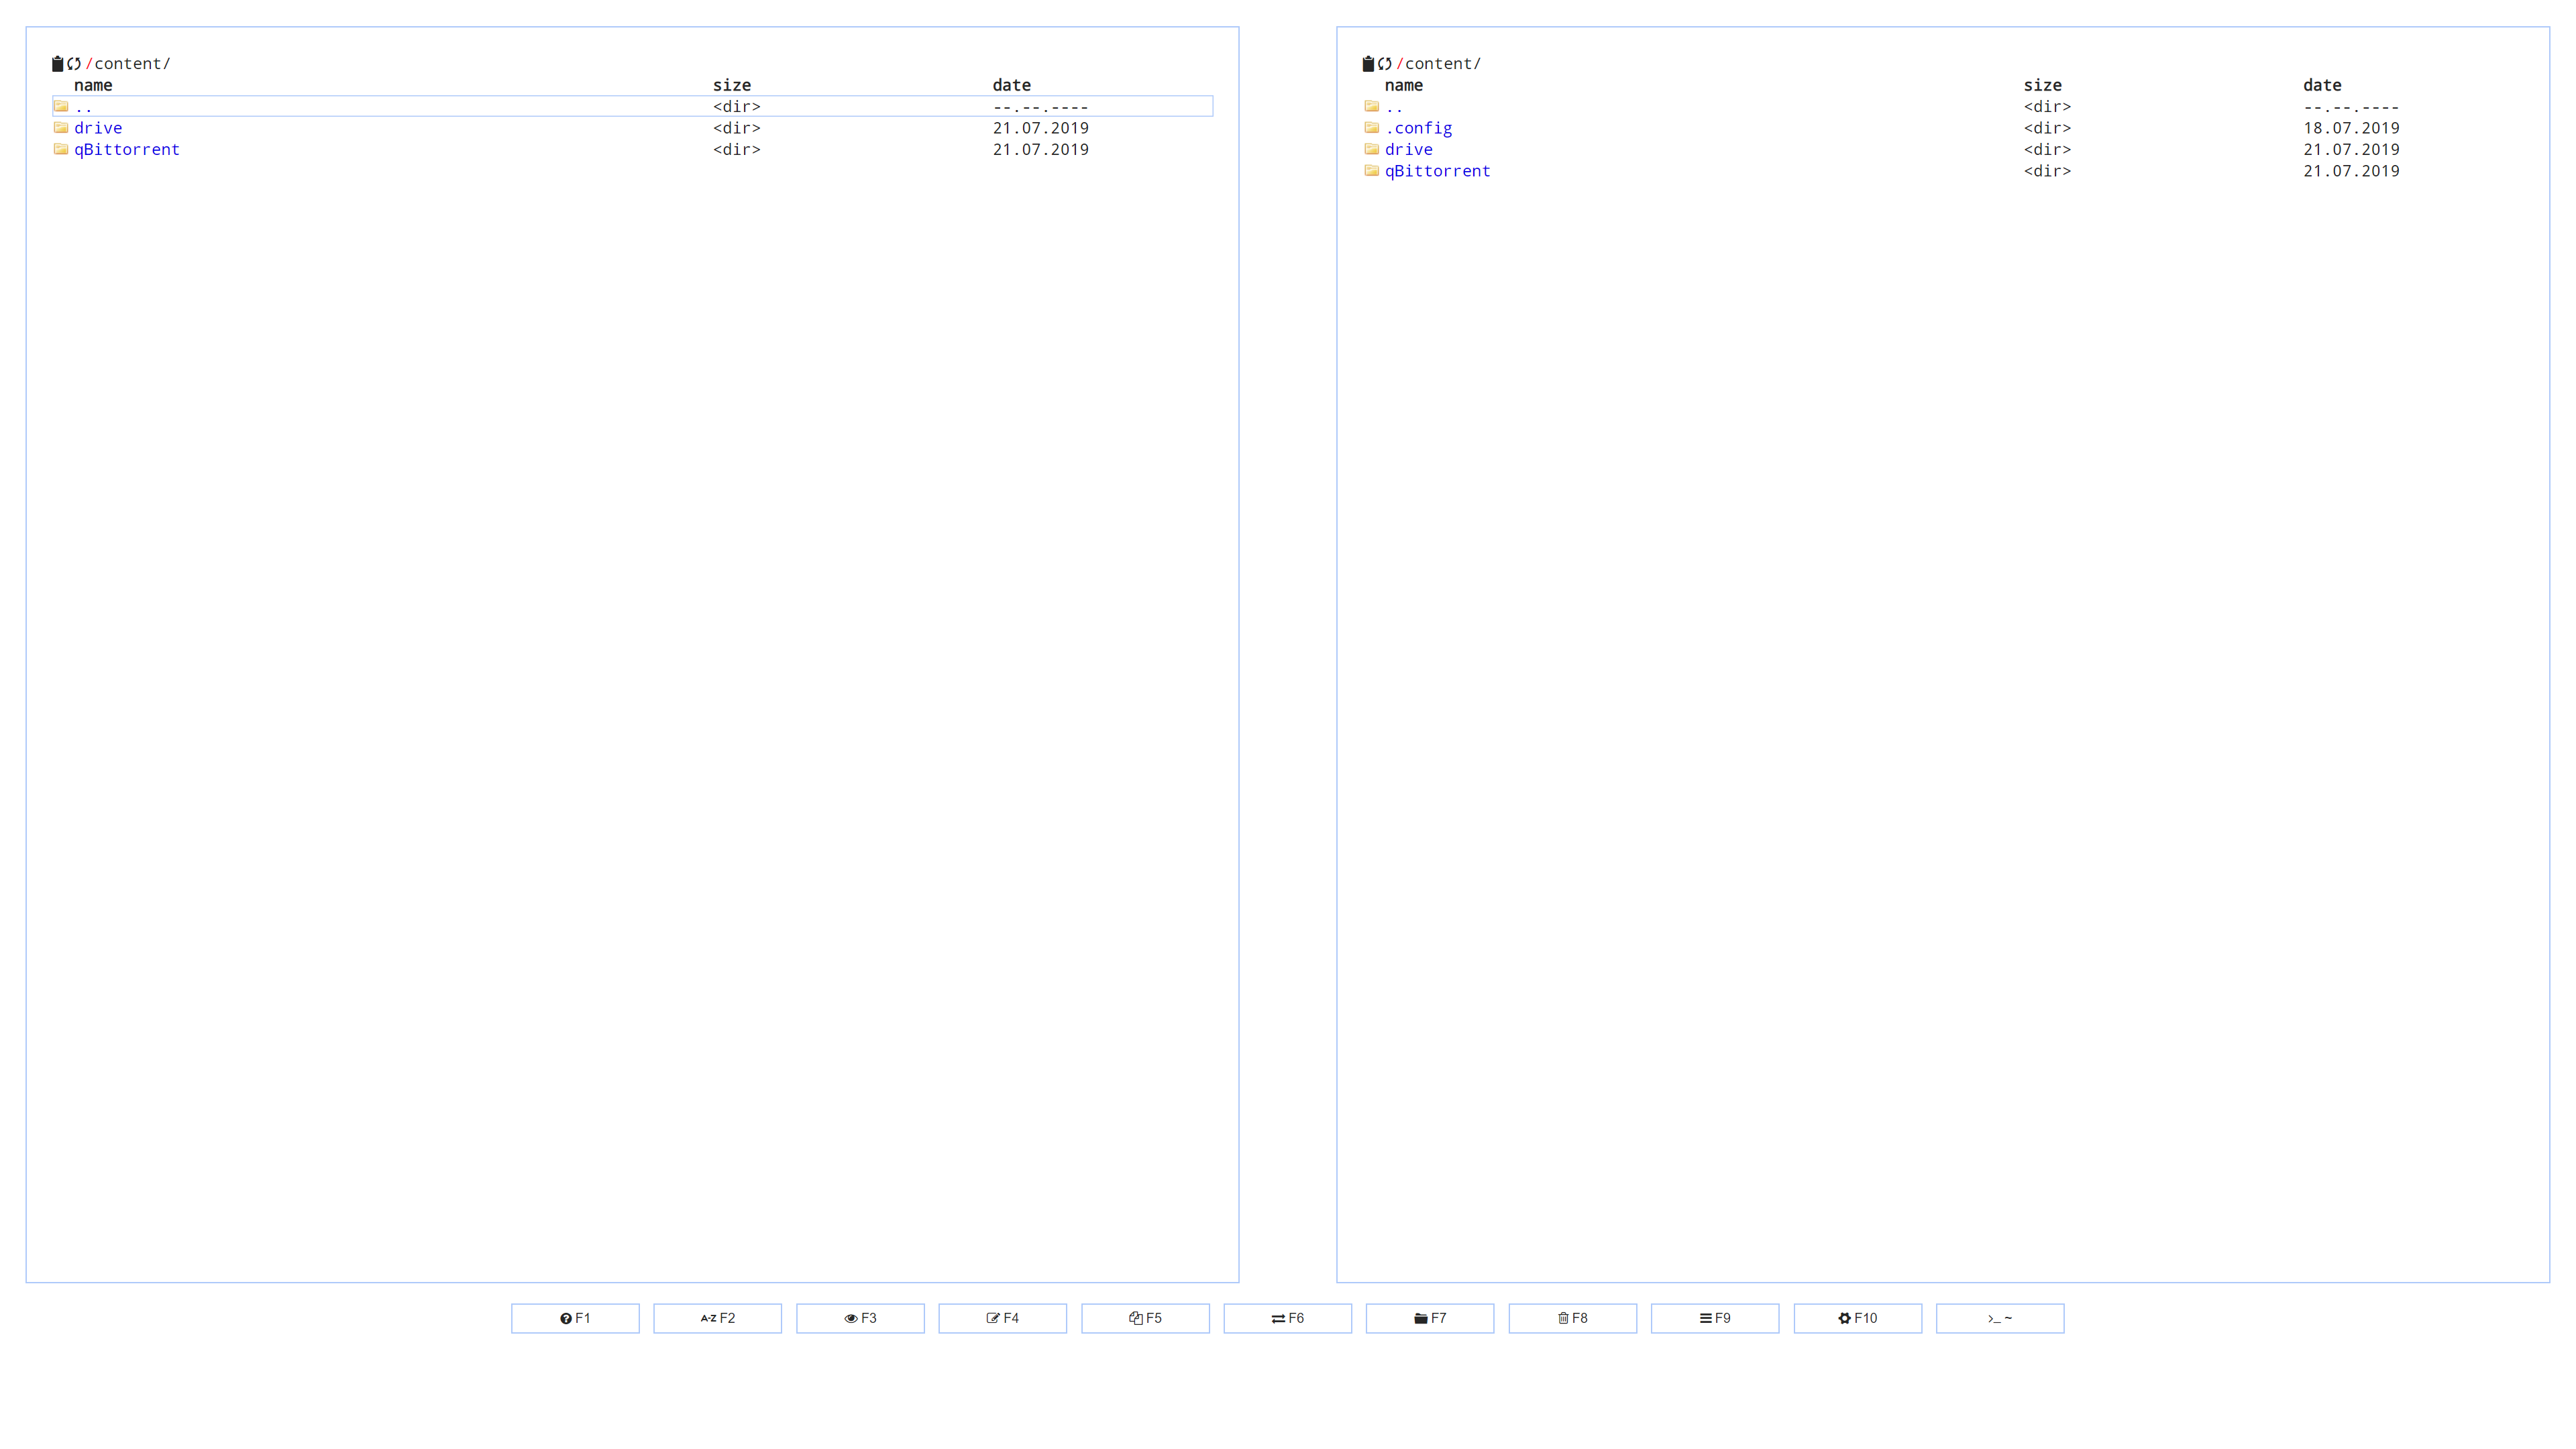 /content/
name size date
.. <dir> --.--.----
drive <dir> 21.07.2019
qBittorrent <dir> 21.07.2019
/content/
name size date
.. <dir> --.--.----
.config <dir> 18.07.2019
drive <dir> 21.07.2019
qBittorrent <dir> 21.07.2019
F1 A-Z F2 F3 F4 F5 F6 F7 F8 F9 F10 >_ ~